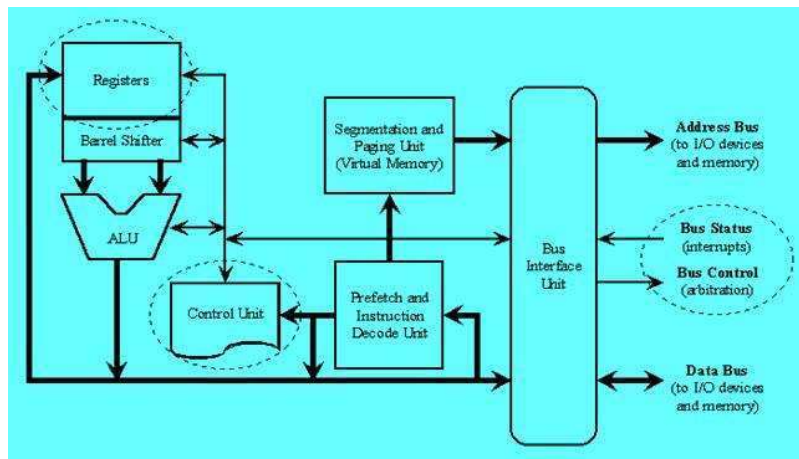 Registers
Barrel Shifter
ALU
Control Unit
Segmentation and
Paging Unit
(Virtual Memory)
Prefetch and
Instruction
Decode Unit
Bus
Interface
Unit
Address Bus
(to I/O devices
and memory)
Bus Status
(interrupts)
Bus Control
(arbitration)
Data Bus
(to I/O devices
and memory)